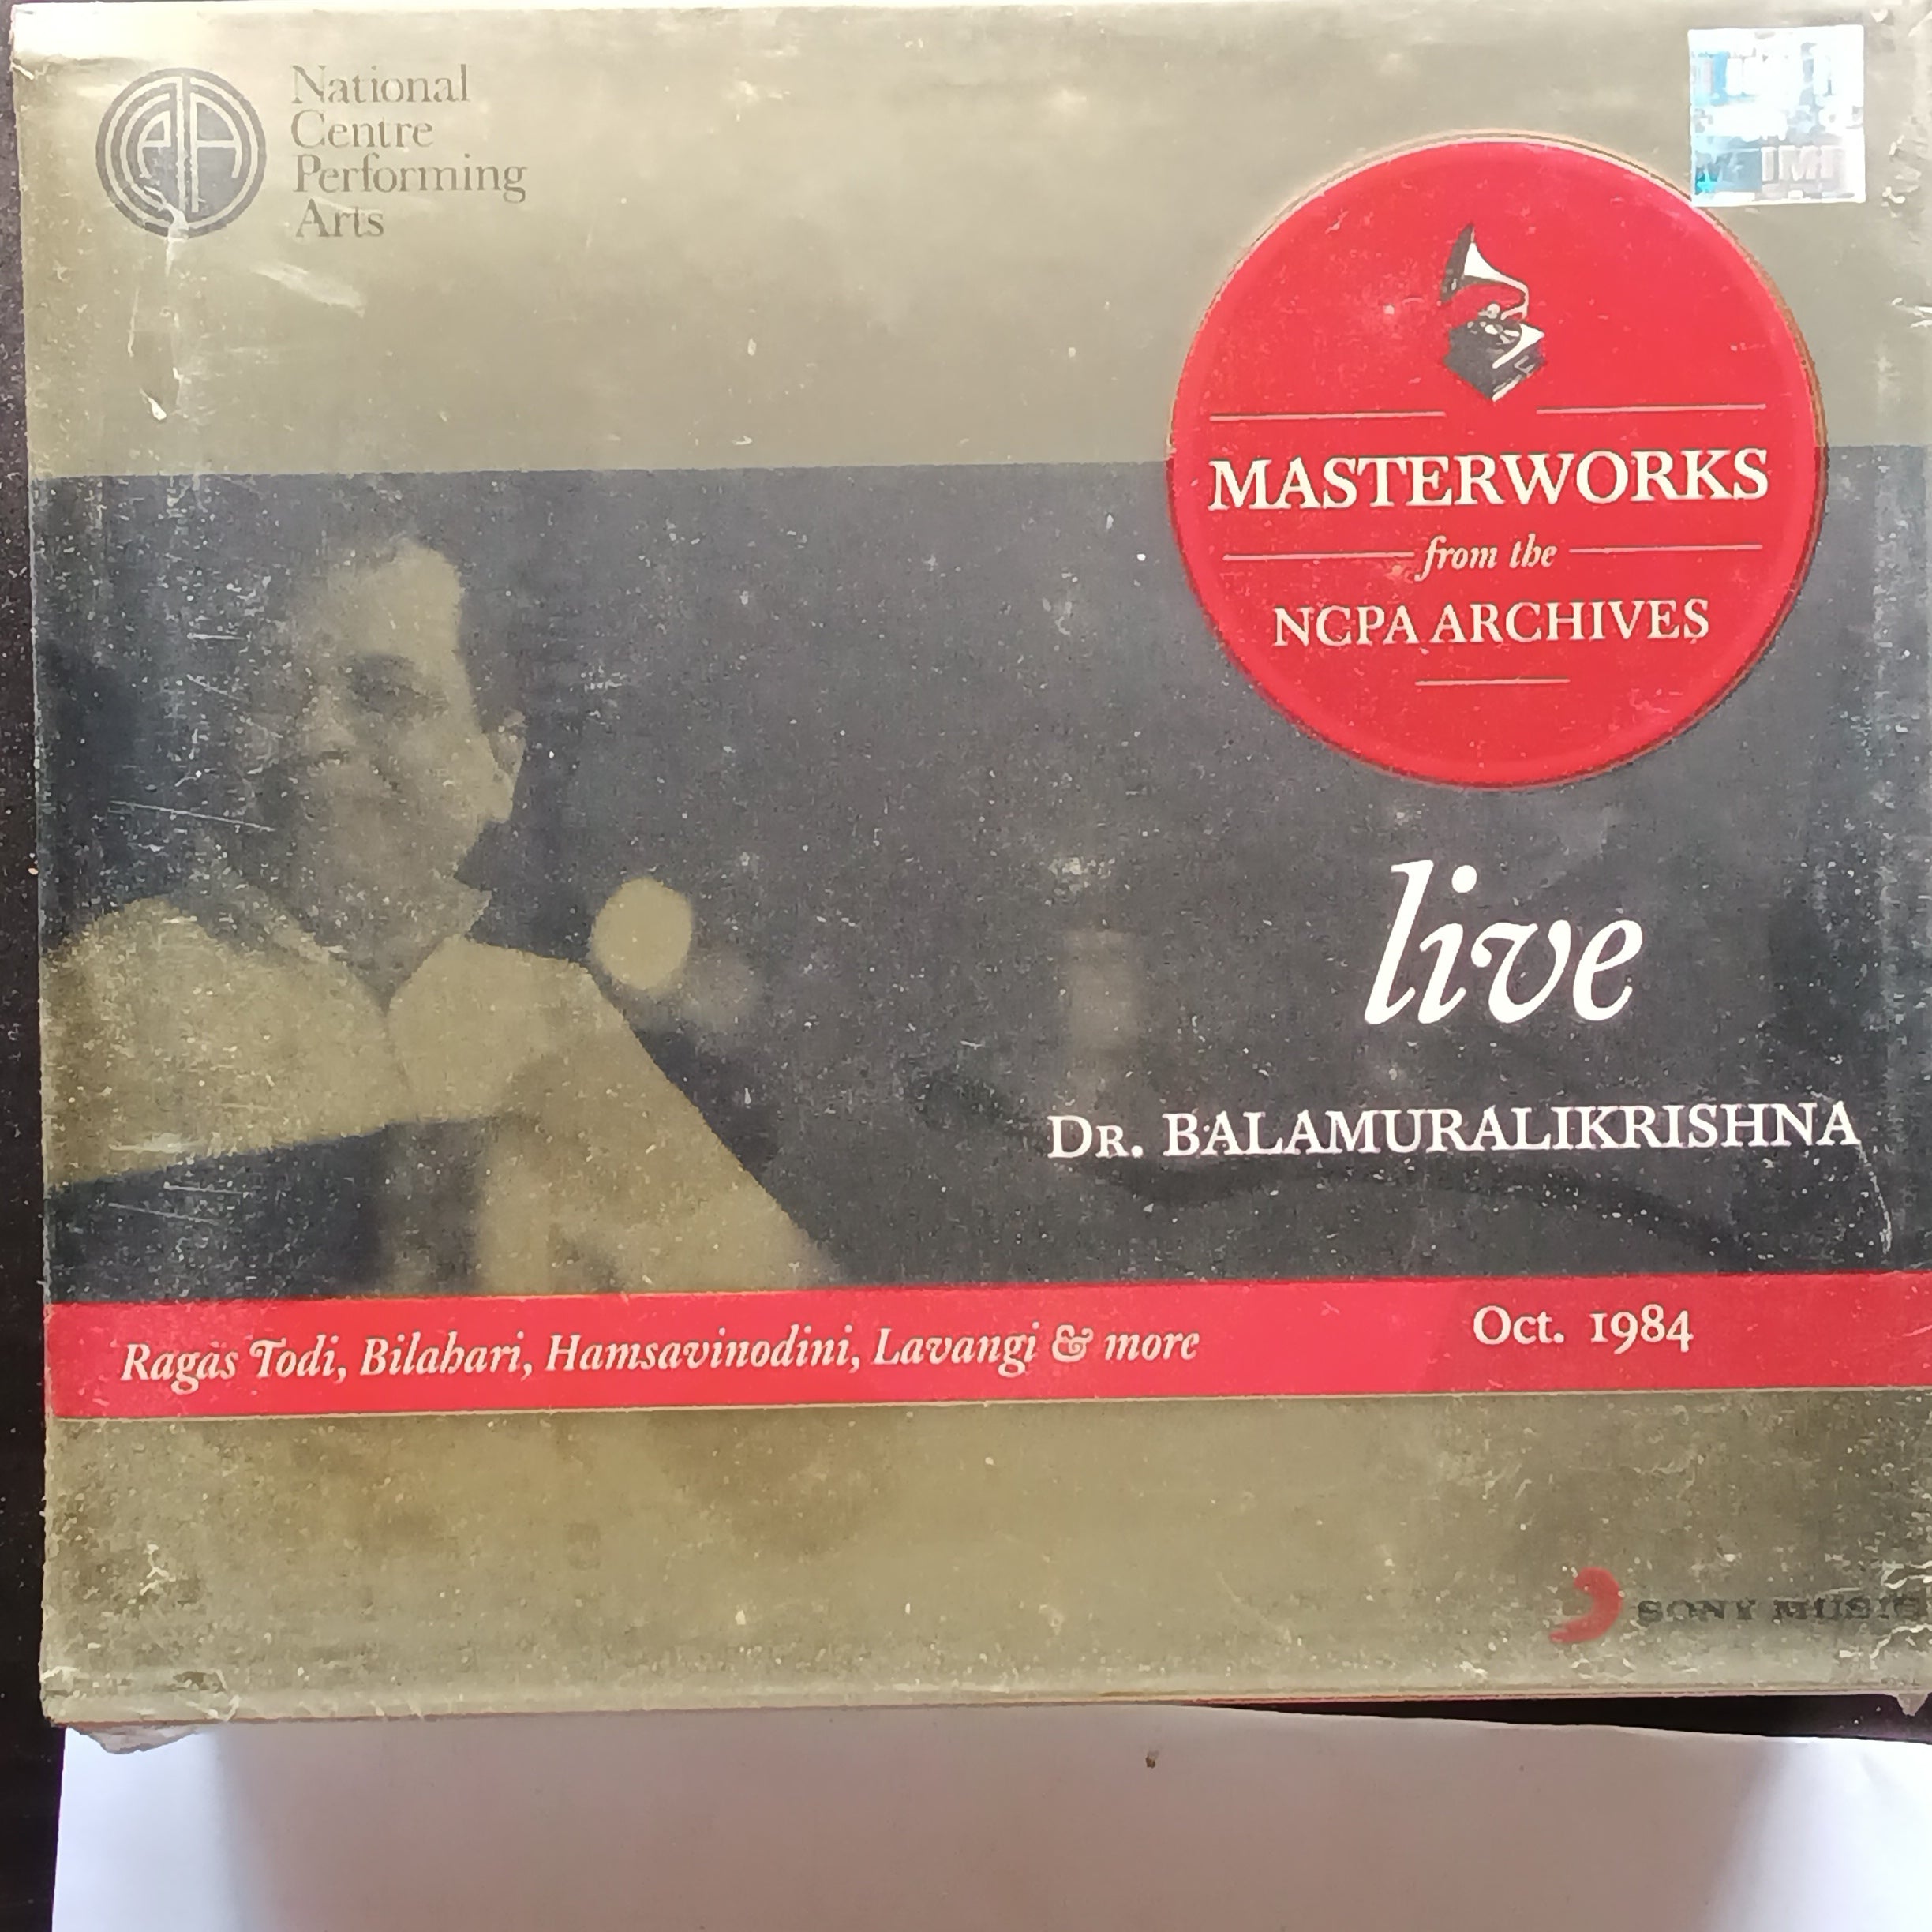 National
Centre
Performing
Arts
IMI
MASTERWORKS
from the
NCPA ARCHIVES
live
DR. BALAMURALIKRISHNA
Ragas Todi, Bilahari, Hamsavinodini, Lavangi & more
Oct. 1984
SONY MUSIC